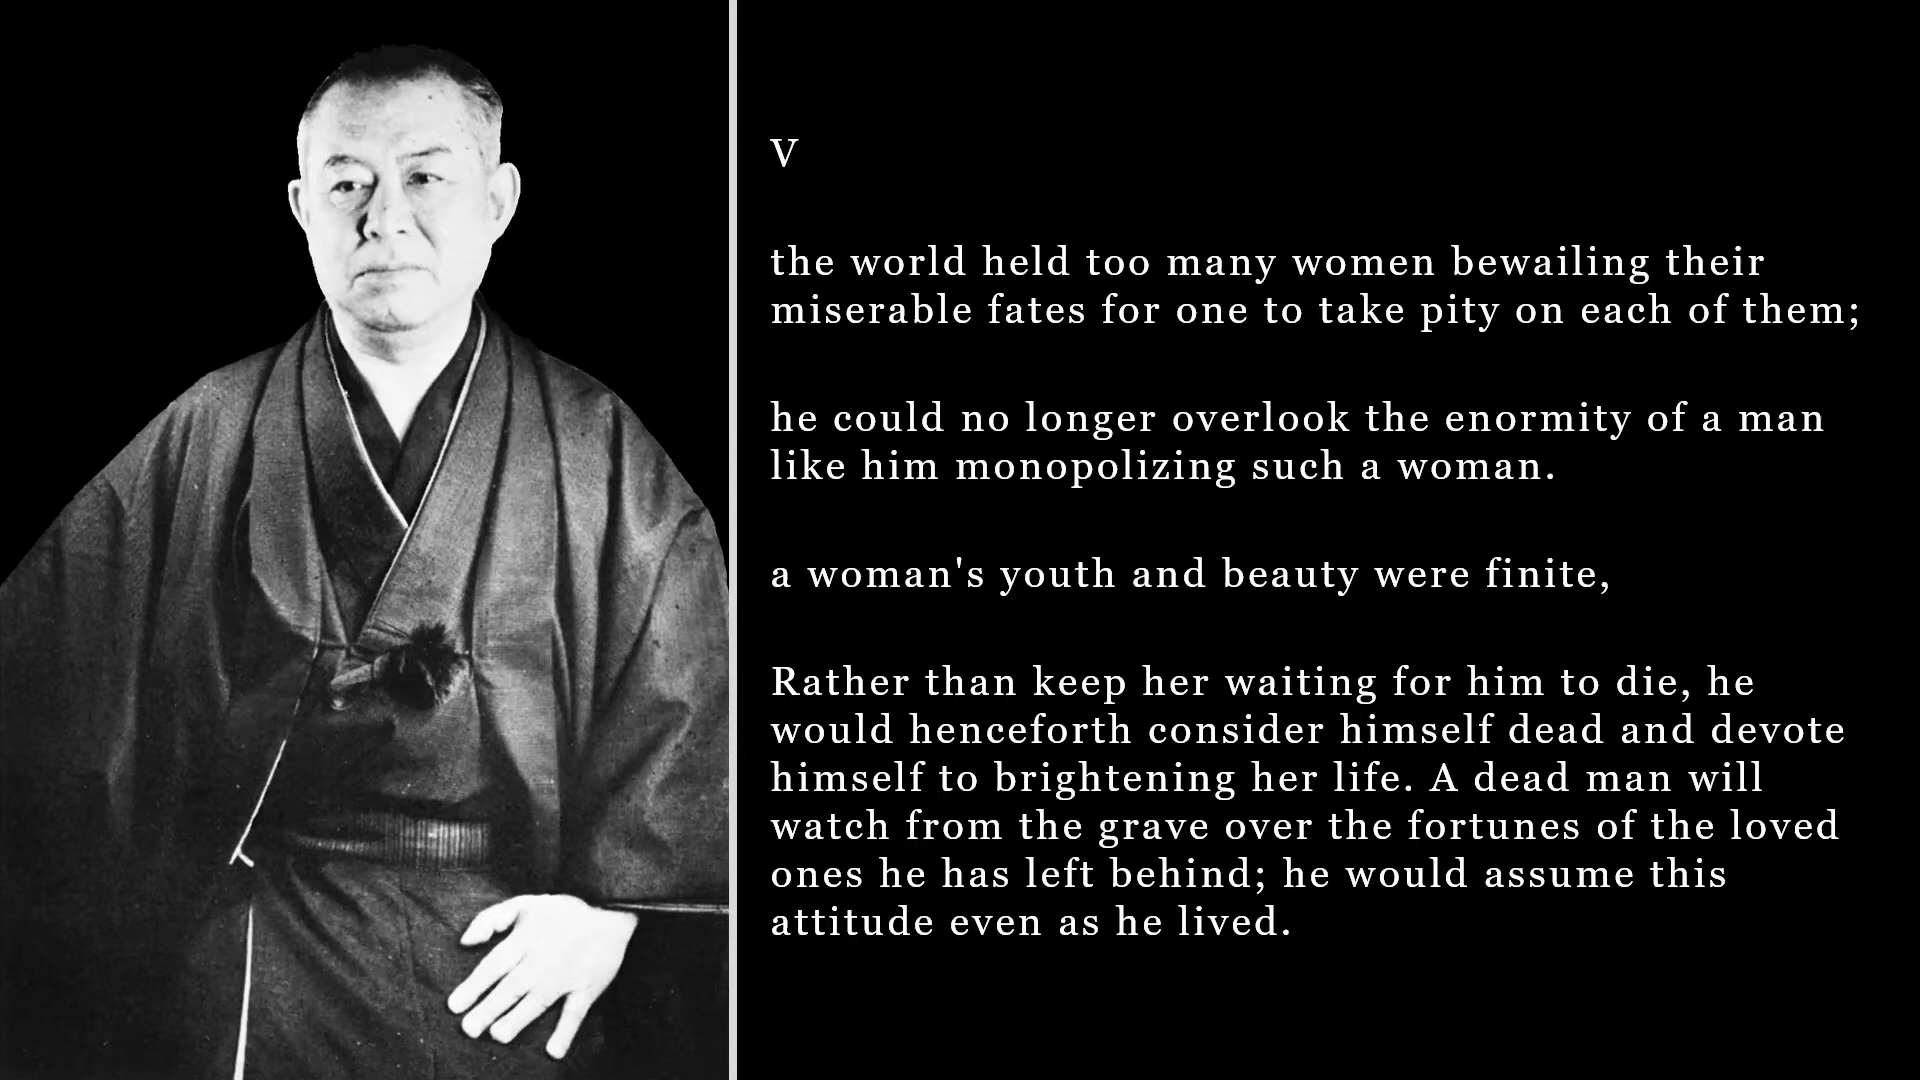 V
the world held too many women bewailing their
miserable fates for one to take pity on each of them;
he could no longer overlook the enormity of a man
like him monopolizing such a woman.
a woman's youth and beauty were finite,
Rather than keep her waiting for him to die, he
would henceforth consider himself dead and devote
himself to brightening her life. A dead man will
watch from the grave over the fortunes of the loved
ones he has left behind; he would assume this
attitude even as he lived.